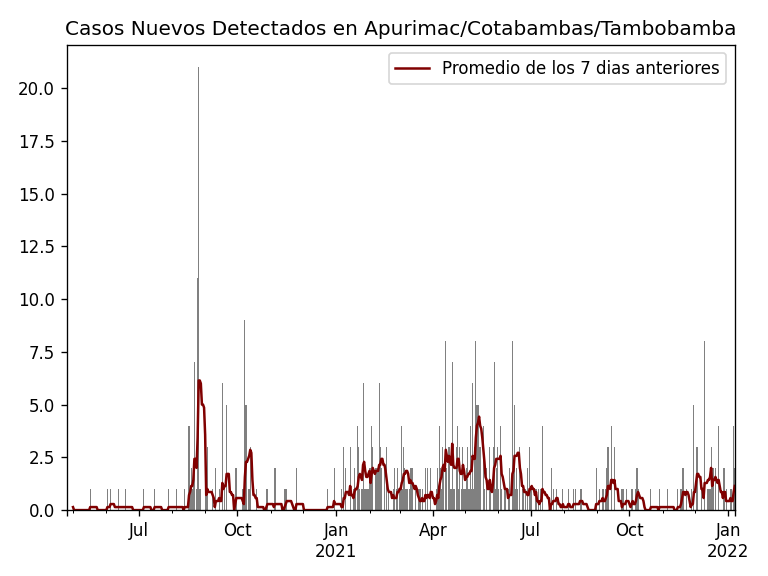 Casos Nuevos Detectados en Apurimac/Cotabambas/Tambobamba
Promedio de los 7 dias anteriores
20.0
17.5
15.0
12.5
10.0
7.5
5.0
2.5
0.0
Jul
Oct
Jan
2021
Apr
Jul
Oct
Jan
2022